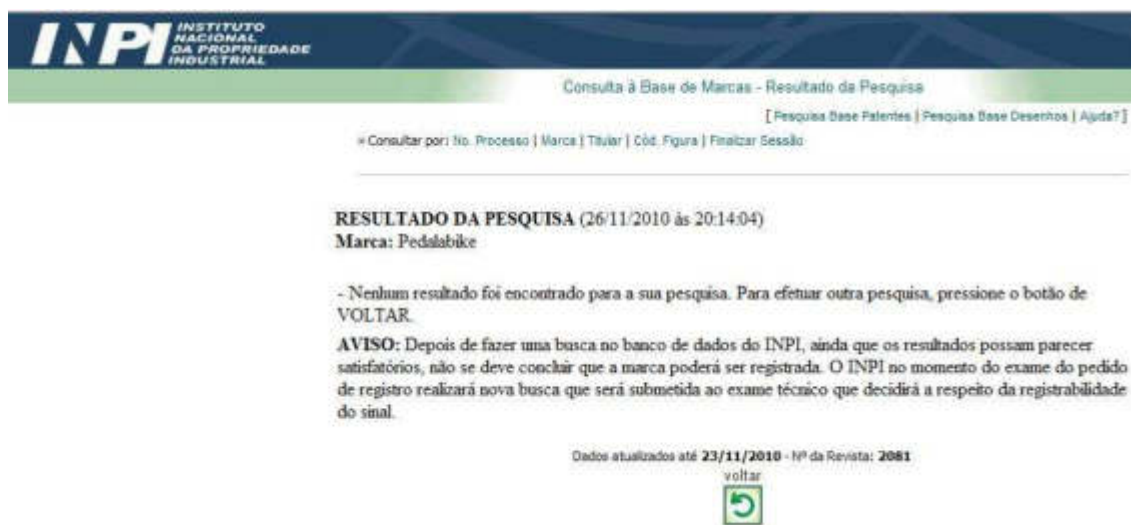 INPI
INSTITUTO
NACIONAL
DA PROPRIEDADE
INDUSTRIAL
Consulta à Base de Marcas - Resultado da Pesquisa
[ Pesquisa Base Patentes | Pesquisa Base Desenhos | Ajuda? ]
» Consultar por: No. Processo | Marca | Titular | Cód. Figura | Finalizar Sessão
RESULTADO DA PESQUISA (26/11/2010 às 20:14:04)
Marca: Pedalabike
- Nenhum resultado foi encontrado para a sua pesquisa. Para efetuar outra pesquisa, pressione o botão de
VOLTAR.
AVISO: Depois de fazer uma busca no banco de dados do INPI, ainda que os resultados possam parecer
satisfatórios, não se deve concluir que a marca poderá ser registrada. O INPI no momento do exame do pedido
de registro realizará nova busca que será submetida ao exame técnico que decidirá a respeito da registrabilidade
do sinal.
Dados atualizados até 23/11/2010 - Nº da Revista: 2081
voltar